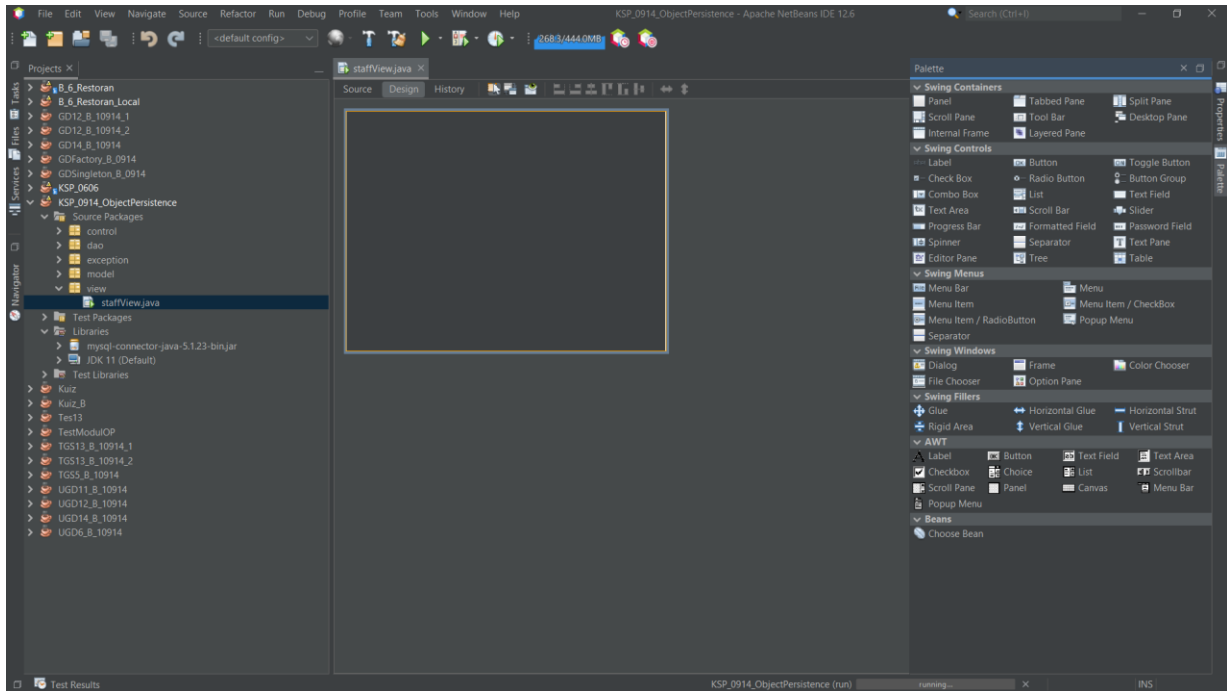 File Edit View Navigate Source Refactor Run Debug Profile Team Tools Window Help KSP_0914_ObjectPersistence - Apache NetBeans IDE 12.6 Search (Ctrl+I)
<default config> 268.3/444.0MB
Projects
staffView.java
Source Design History
Tasks
Files
Services
Navigator
B_6_Restoran
B_6_Restoran_Local
GD12_B_10914_1
GD12_B_10914_2
GD14_B_10914
GDFactory_B_0914
GDSingleton_B_0914
KSP_0606
KSP_0914_ObjectPersistence
Source Packages
control
dao
exception
model
view
staffView.java
Test Packages
Libraries
mysql-connector-java-5.1.23-bin.jar
JDK 11 (Default)
Test Libraries
Kuiz
Kuiz_B
Tes13
TestModulOP
TGS13_B_10914_1
TGS13_B_10914_2
TGS5_B_10914
UGD11_B_10914
UGD12_B_10914
UGD14_B_10914
UGD6_B_10914
Palette
Swing Containers
Panel Tabbed Pane Split Pane
Scroll Pane Tool Bar Desktop Pane
Internal Frame Layered Pane
Swing Controls
Label Button Toggle Button
Check Box Radio Button Button Group
Combo Box List Text Field
Text Area Scroll Bar Slider
Progress Bar Formatted Field Password Field
Spinner Separator Text Pane
Editor Pane Tree Table
Swing Menus
Menu Bar Menu
Menu Item Menu Item / CheckBox
Menu Item / RadioButton Popup Menu
Separator
Swing Windows
Dialog Frame Color Chooser
File Chooser Option Pane
Swing Fillers
Glue Horizontal Glue Horizontal Strut
Rigid Area Vertical Glue Vertical Strut
AWT
Label Button Text Field Text Area
Checkbox Choice List Scrollbar
Scroll Pane Panel Canvas Menu Bar
Popup Menu
Beans
Choose Bean
Properties
Palette
Test Results KSP_0914_ObjectPersistence (run) running... INS